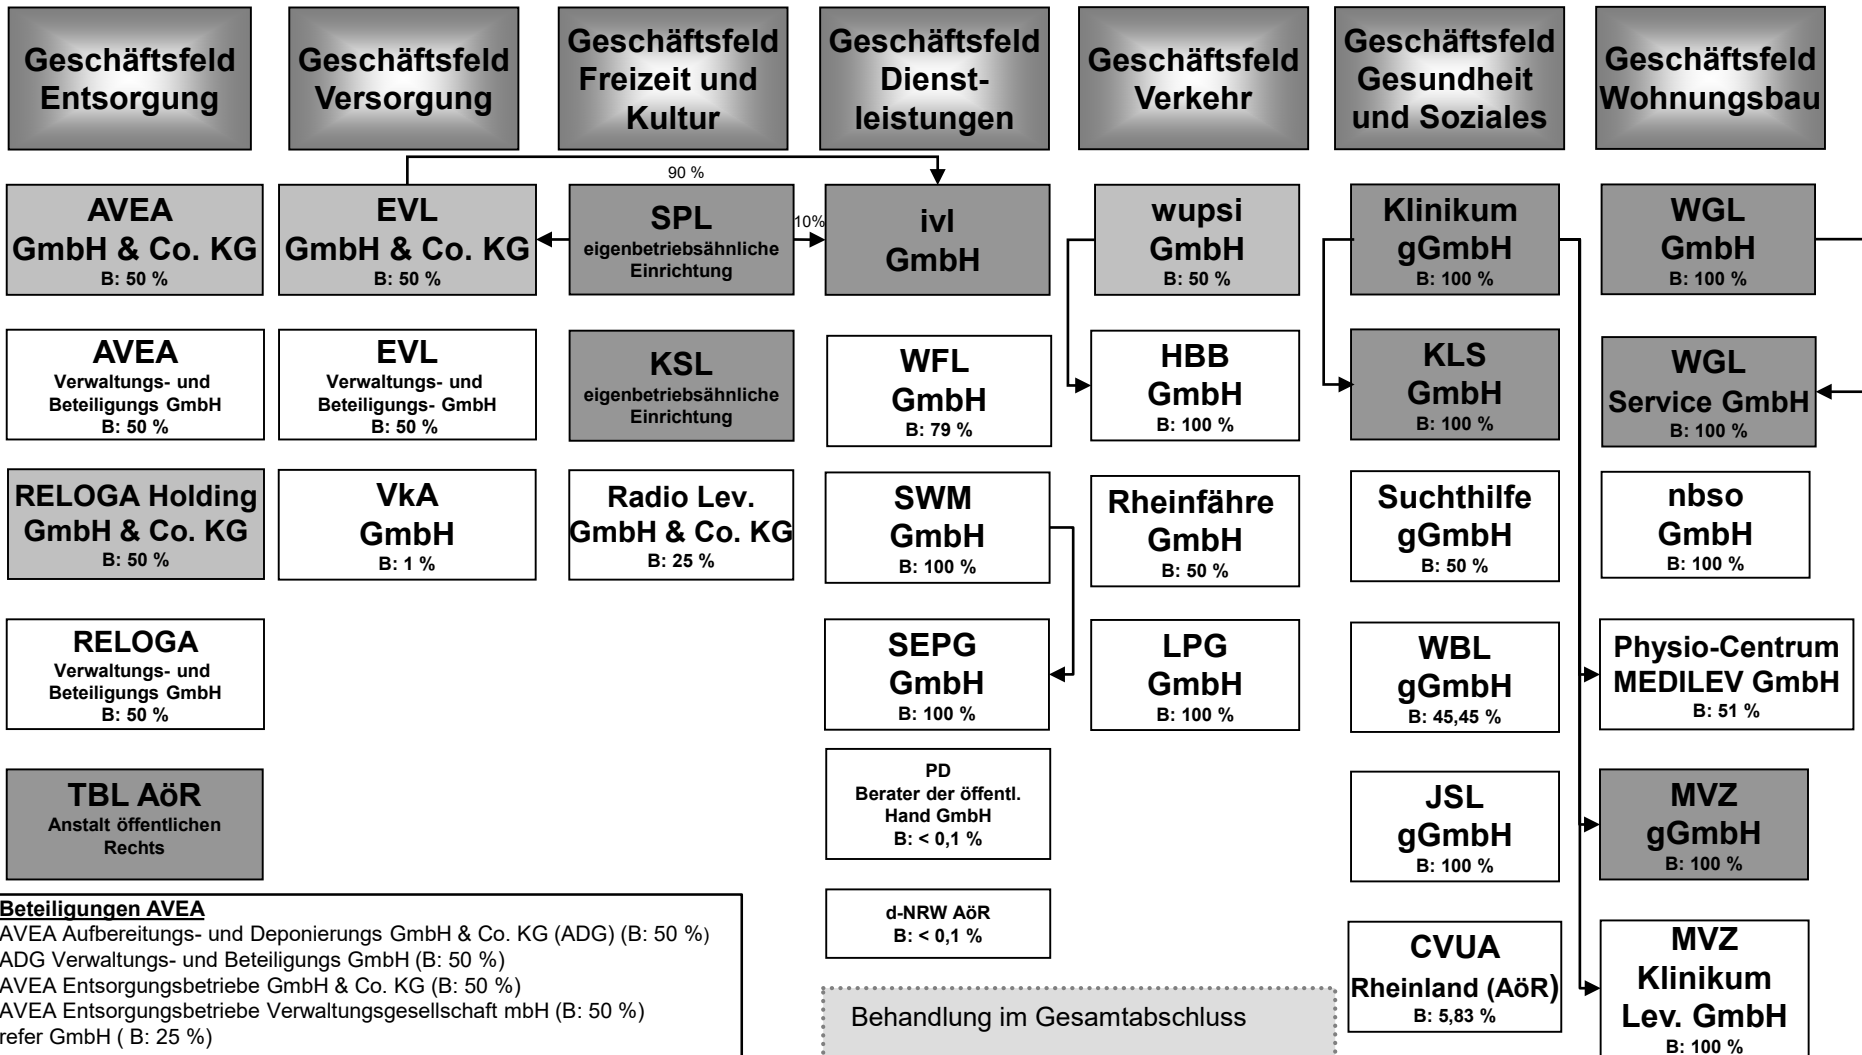 Geschäftsfeld
Entsorgung
Geschäftsfeld
Versorgung
Geschäftsfeld
Freizeit und
Kultur
Geschäftsfeld
Dienst-
leistungen
Geschäftsfeld
Verkehr
Geschäftsfeld
Gesundheit
und Soziales
Geschäftsfeld
Wohnungsbau
90 %
AVEA
GmbH & Co. KG
B: 50 %
EVL
GmbH & Co. KG
B: 50 %
SPL
eigenbetriebsähnliche
Einrichtung
10%
ivl
GmbH
wupsi
GmbH
B: 50 %
Klinikum
gGmbH
B: 100 %
WGL
GmbH
B: 100 %
AVEA
Verwaltungs- und
Beteiligungs GmbH
B: 50 %
EVL
Verwaltungs- und
Beteiligungs- GmbH
B: 50 %
KSL
eigenbetriebsähnliche
Einrichtung
WFL
GmbH
B: 79 %
HBB
GmbH
B: 100 %
KLS
GmbH
B: 100 %
WGL
Service GmbH
B: 100 %
RELOGA Holding
GmbH & Co. KG
B: 50 %
VkA
GmbH
B: 1 %
Radio Lev.
GmbH & Co. KG
B: 25 %
SWM
GmbH
B: 100 %
Rheinfähre
GmbH
B: 50 %
Suchthilfe
gGmbH
B: 50 %
nbso
GmbH
B: 100 %
RELOGA
Verwaltungs- und
Beteiligungs GmbH
B: 50 %
SEPG
GmbH
B: 100 %
LPG
GmbH
B: 100 %
WBL
gGmbH
B: 45,45 %
Physio-Centrum
MEDILEV GmbH
B: 51 %
TBL AöR
Anstalt öffentlichen
Rechts
PD
Berater der öffentl.
Hand GmbH
B: < 0,1 %
JSL
gGmbH
B: 100 %
MVZ
gGmbH
B: 100 %
d-NRW AöR
B: < 0,1 %
CVUA
Rheinland (AöR)
B: 5,83 %
MVZ
Klinikum
Lev. GmbH
B: 100 %
Beteiligungen AVEA
AVEA Aufbereitungs- und Deponierungs GmbH & Co. KG (ADG) (B: 50 %)
ADG Verwaltungs- und Beteiligungs GmbH (B: 50 %)
AVEA Entsorgungsbetriebe GmbH & Co. KG (B: 50 %)
AVEA Entsorgungsbetriebe Verwaltungsgesellschaft mbH (B: 50 %)
refer GmbH ( B: 25 %)
Behandlung im Gesamtabschluss